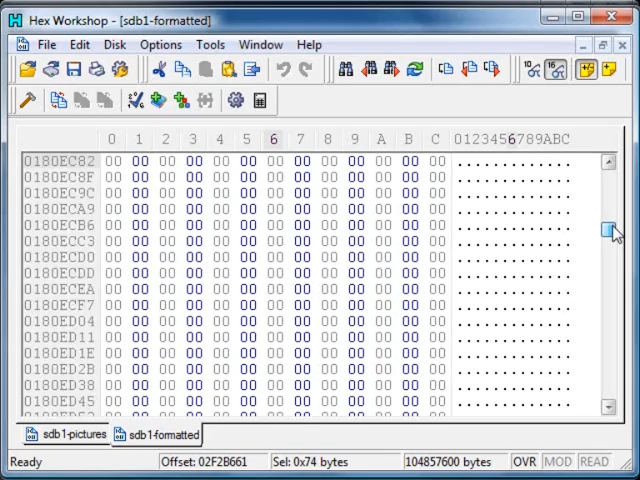 Hex Workshop - [sdb1-formatted]
File Edit Disk Options Tools Window Help
10 16
0 1 2 3 4 5 6 7 8 9 A B C 0123456789ABC
0180EC82 00 00 00 00 00 00 00 00 00 00 00 00 00 .............
0180EC8F 00 00 00 00 00 00 00 00 00 00 00 00 00 .............
0180EC9C 00 00 00 00 00 00 00 00 00 00 00 00 00 .............
0180ECA9 00 00 00 00 00 00 00 00 00 00 00 00 00 .............
0180ECB6 00 00 00 00 00 00 00 00 00 00 00 00 00 .............
0180ECC3 00 00 00 00 00 00 00 00 00 00 00 00 00 .............
0180ECD0 00 00 00 00 00 00 00 00 00 00 00 00 00 .............
0180ECDD 00 00 00 00 00 00 00 00 00 00 00 00 00 .............
0180ECEA 00 00 00 00 00 00 00 00 00 00 00 00 00 .............
0180ECF7 00 00 00 00 00 00 00 00 00 00 00 00 00 .............
0180ED04 00 00 00 00 00 00 00 00 00 00 00 00 00 .............
0180ED11 00 00 00 00 00 00 00 00 00 00 00 00 00 .............
0180ED1E 00 00 00 00 00 00 00 00 00 00 00 00 00 .............
0180ED2B 00 00 00 00 00 00 00 00 00 00 00 00 00 .............
0180ED38 00 00 00 00 00 00 00 00 00 00 00 00 00 .............
0180ED45 00 00 00 00 00 00 00 00 00 00 00 00 00 .............
sdb1-pictures sdb1-formatted
Ready Offset: 02F2B661 Sel: 0x74 bytes 104857600 bytes OVR MOD READ